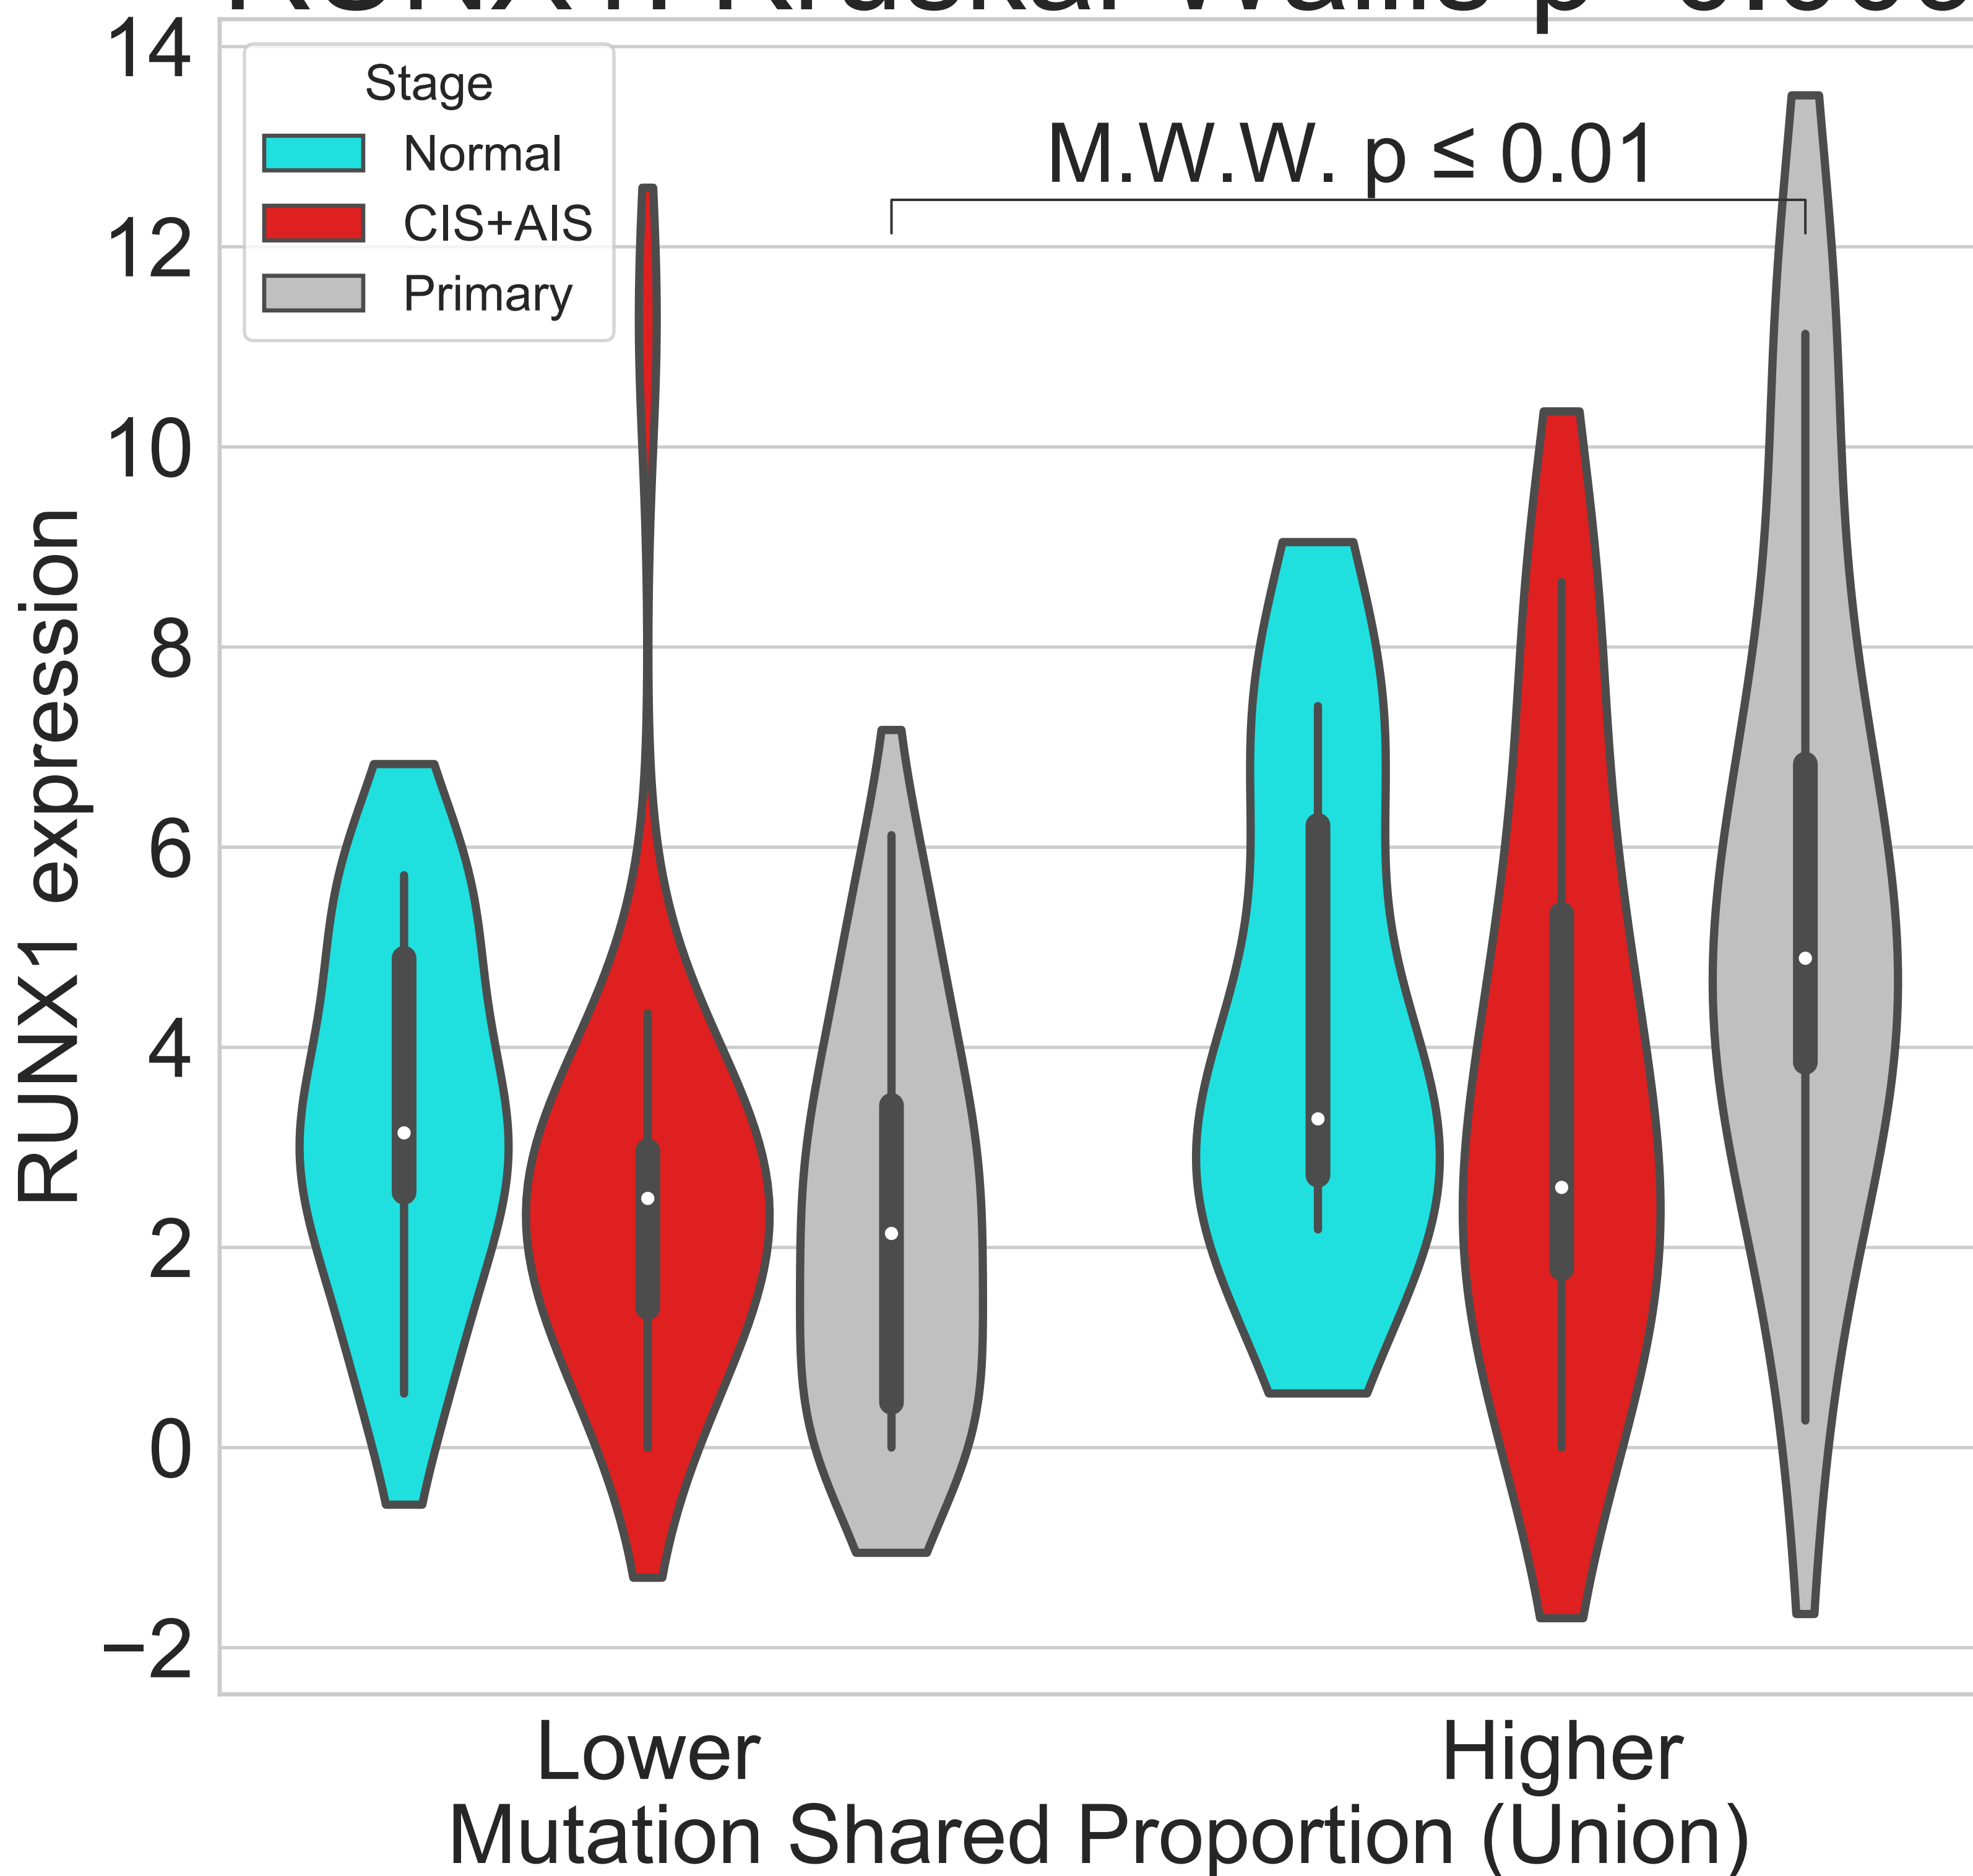 14
Stage
Normal
CIS+AIS
Primary
M.W.W. p ≤ 0.01
12
10
8
6
4
2
0
−2
RUNX1 expression
Lower
Higher
Mutation Shared Proportion (Union)